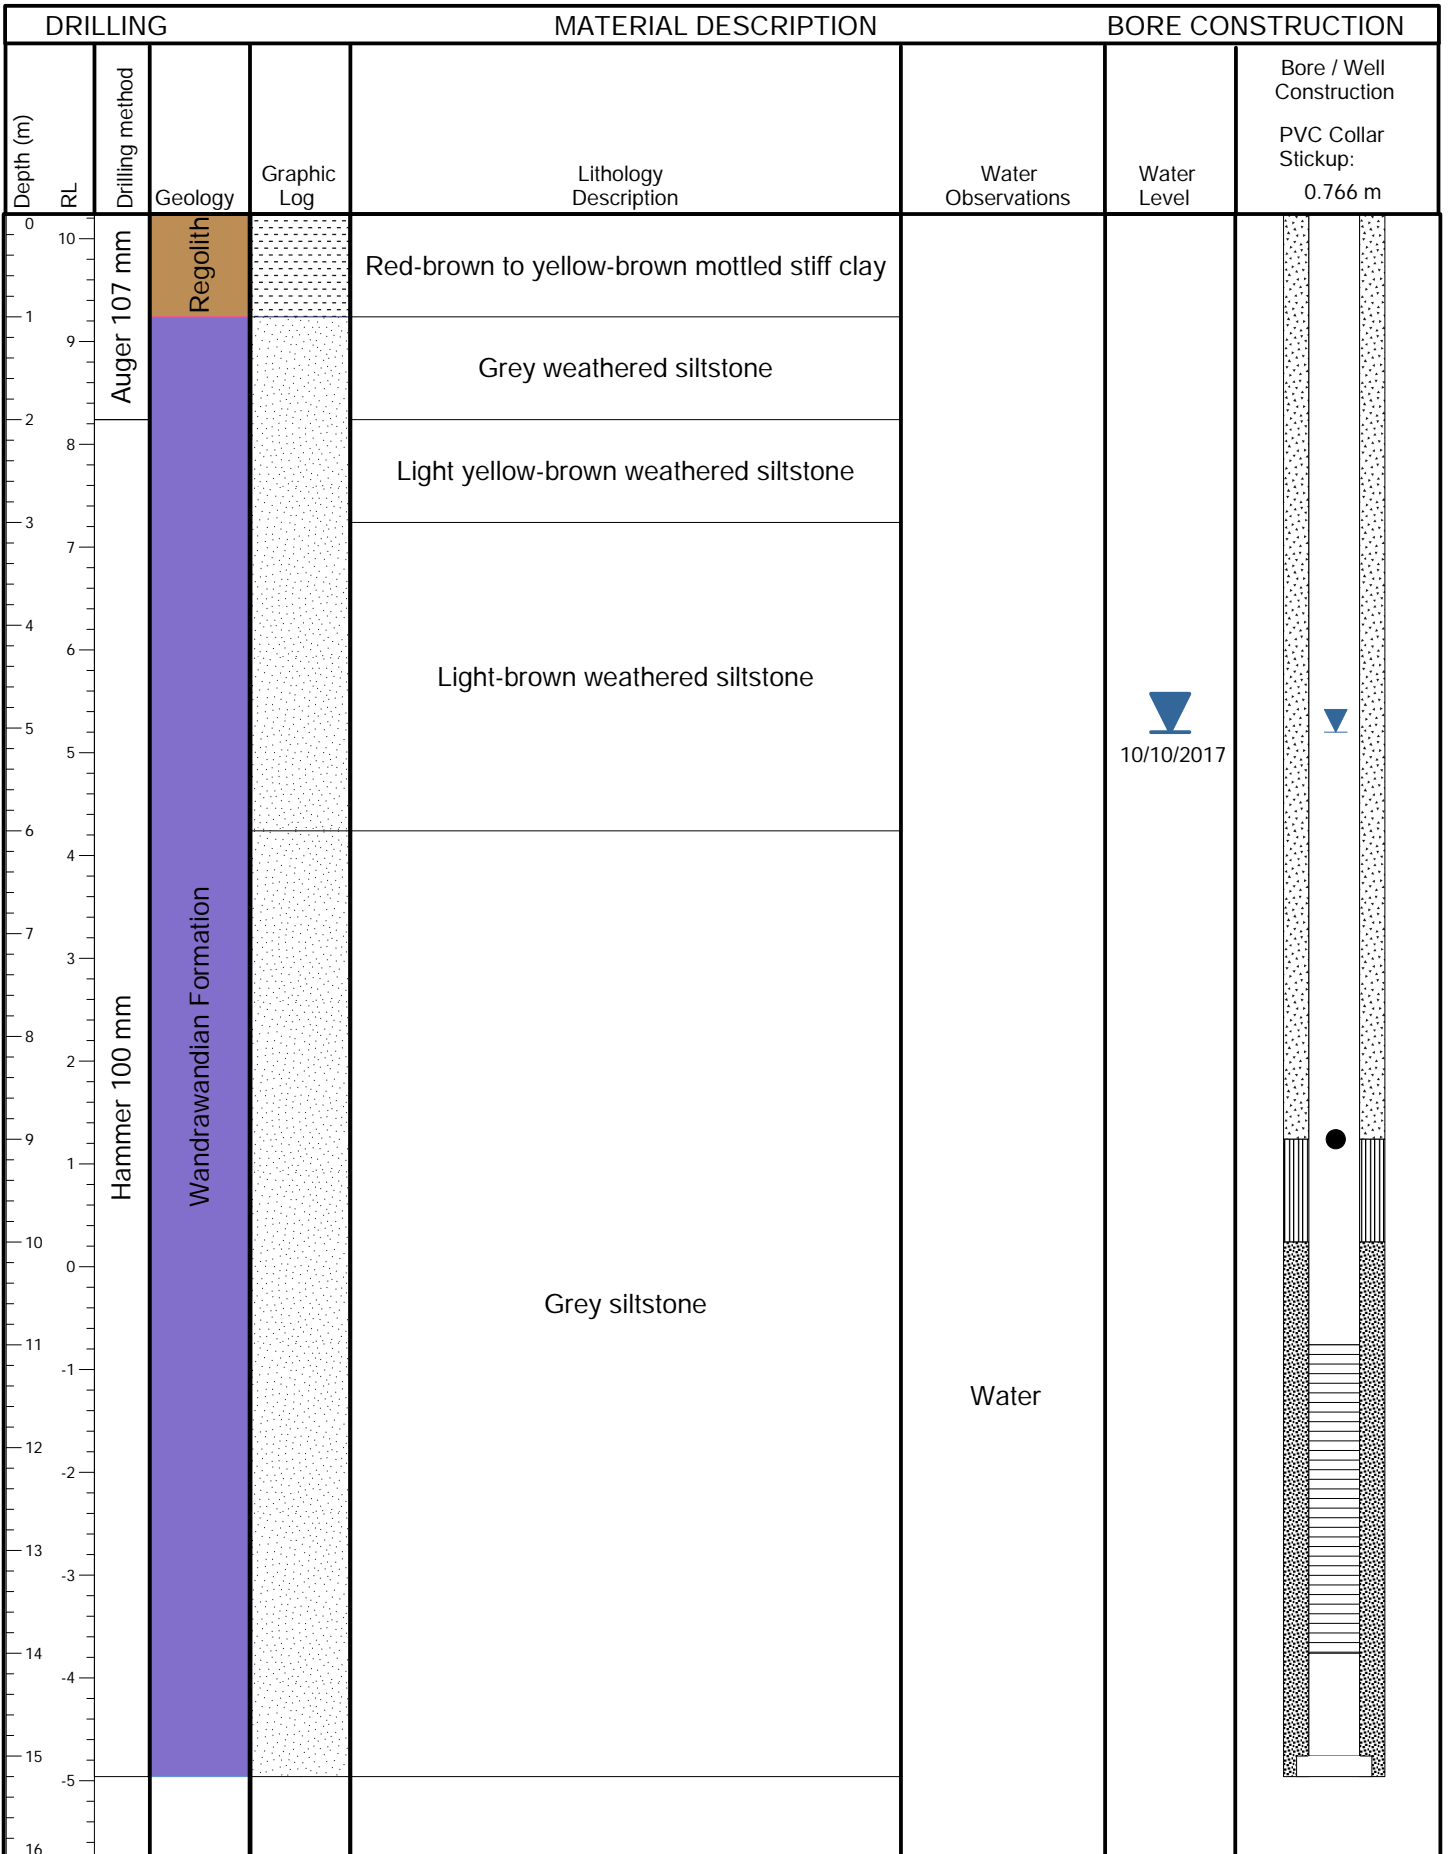 DRILLING MATERIAL DESCRIPTION BORE CONSTRUCTION
Depth (m)
RL
Drilling method
Geology
Graphic
Log
Lithology
Description
Water
Observations
Water
Level
Bore / Well
Construction
PVC Collar
Stickup:
0.766 m
0
1
2
3
4
5
6
7
8
9
10
11
12
13
14
15
16
10
9
8
7
6
5
4
3
2
1
0
-1
-2
-3
-4
-5
Auger 107 mm
Hammer 100 mm
Regolith
Wandrawandian Formation
Red-brown to yellow-brown mottled stiff clay
Grey weathered siltstone
Light yellow-brown weathered siltstone
Light-brown weathered siltstone
Grey siltstone
Water
10/10/2017